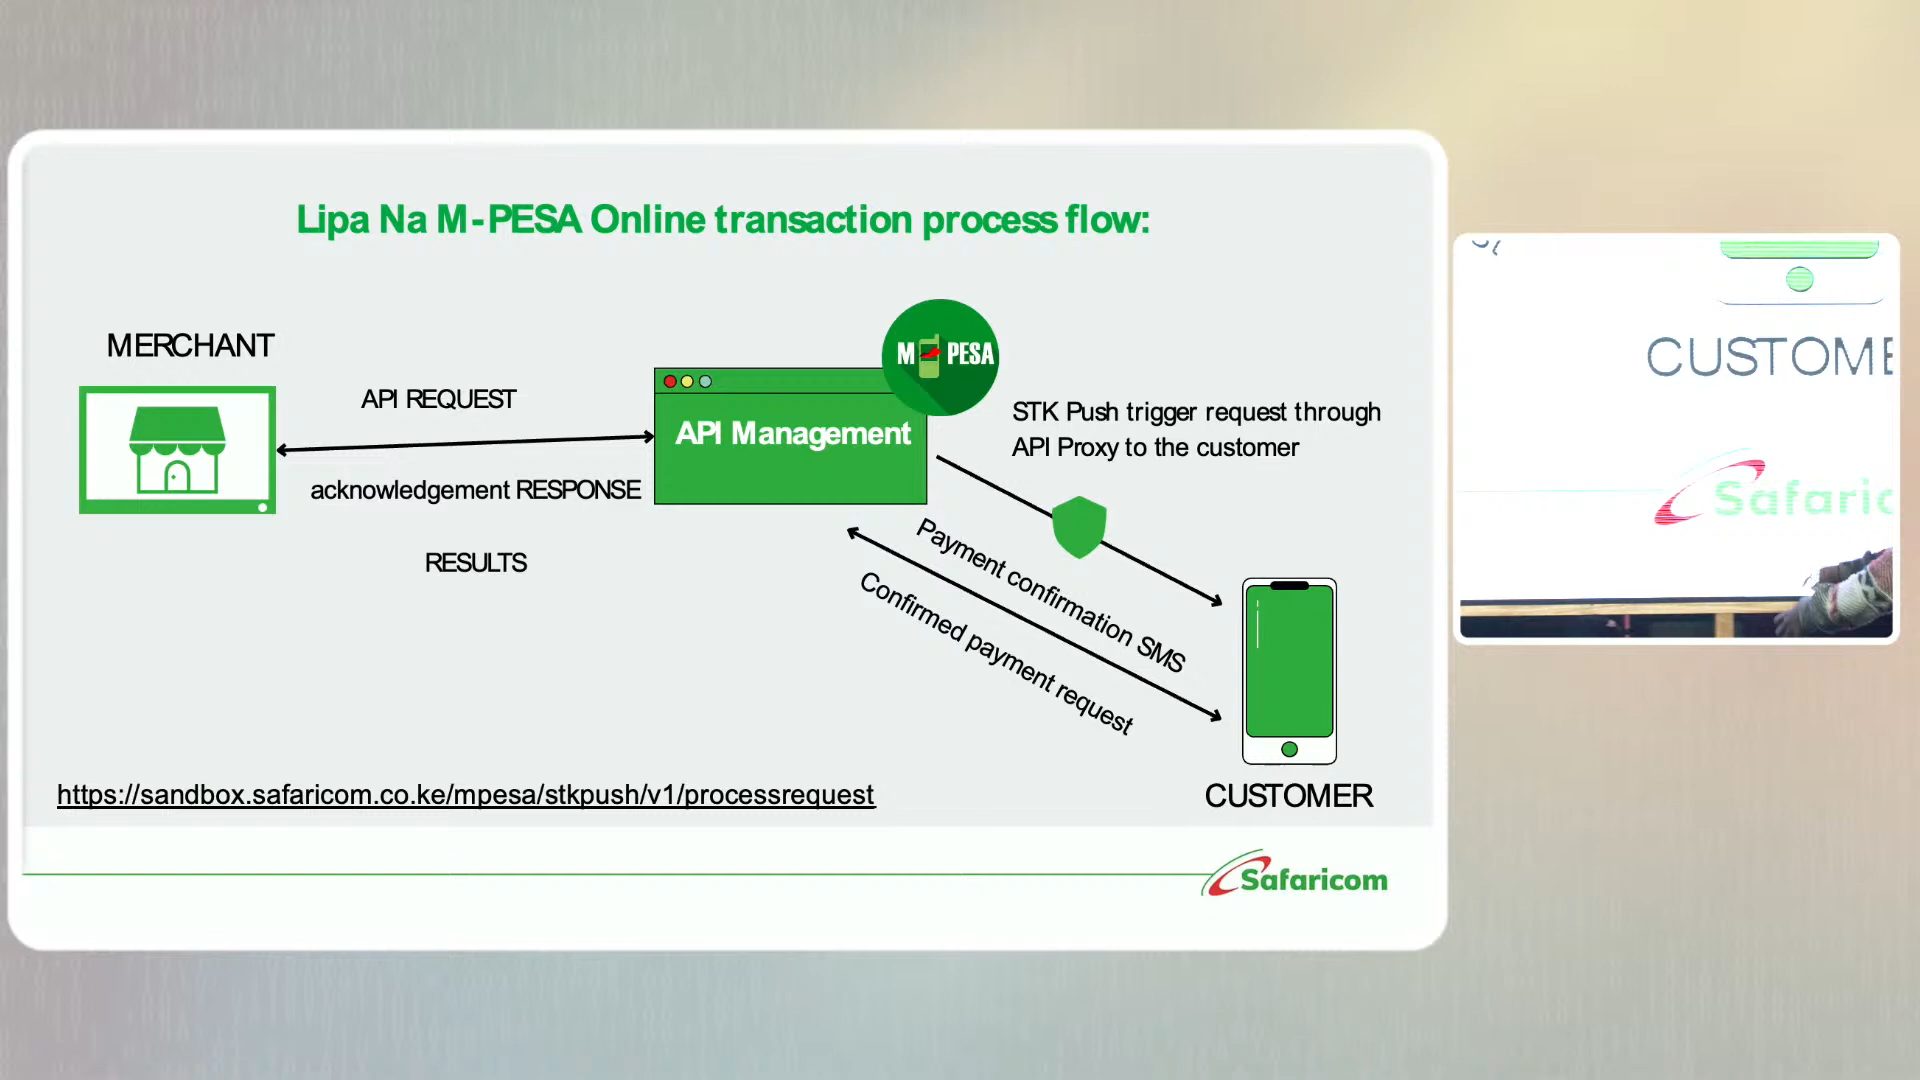 Lipa Na M-PESA Online transaction process flow:
MERCHANT
API REQUEST
acknowledgement RESPONSE
RESULTS
M PESA
API Management
STK Push trigger request through
API Proxy to the customer
Payment confirmation SMS
Confirmed payment request
CUSTOMER
https://sandbox.safaricom.co.ke/mpesa/stkpush/v1/processrequest
Safaricom
CUSTOME
Safaric